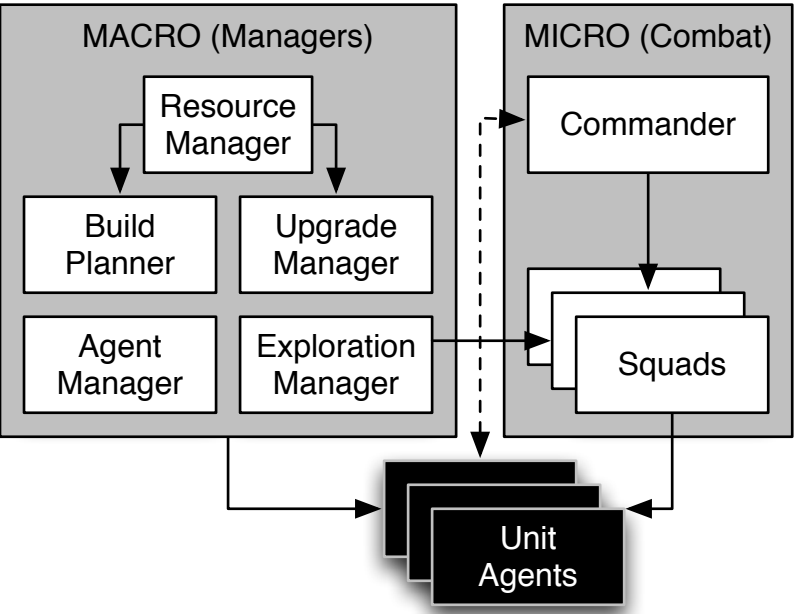 MACRO (Managers)
Resource
Manager
Build
Planner
Upgrade
Manager
Agent
Manager
Exploration
Manager
MICRO (Combat)
Commander
Squads
Unit
Agents